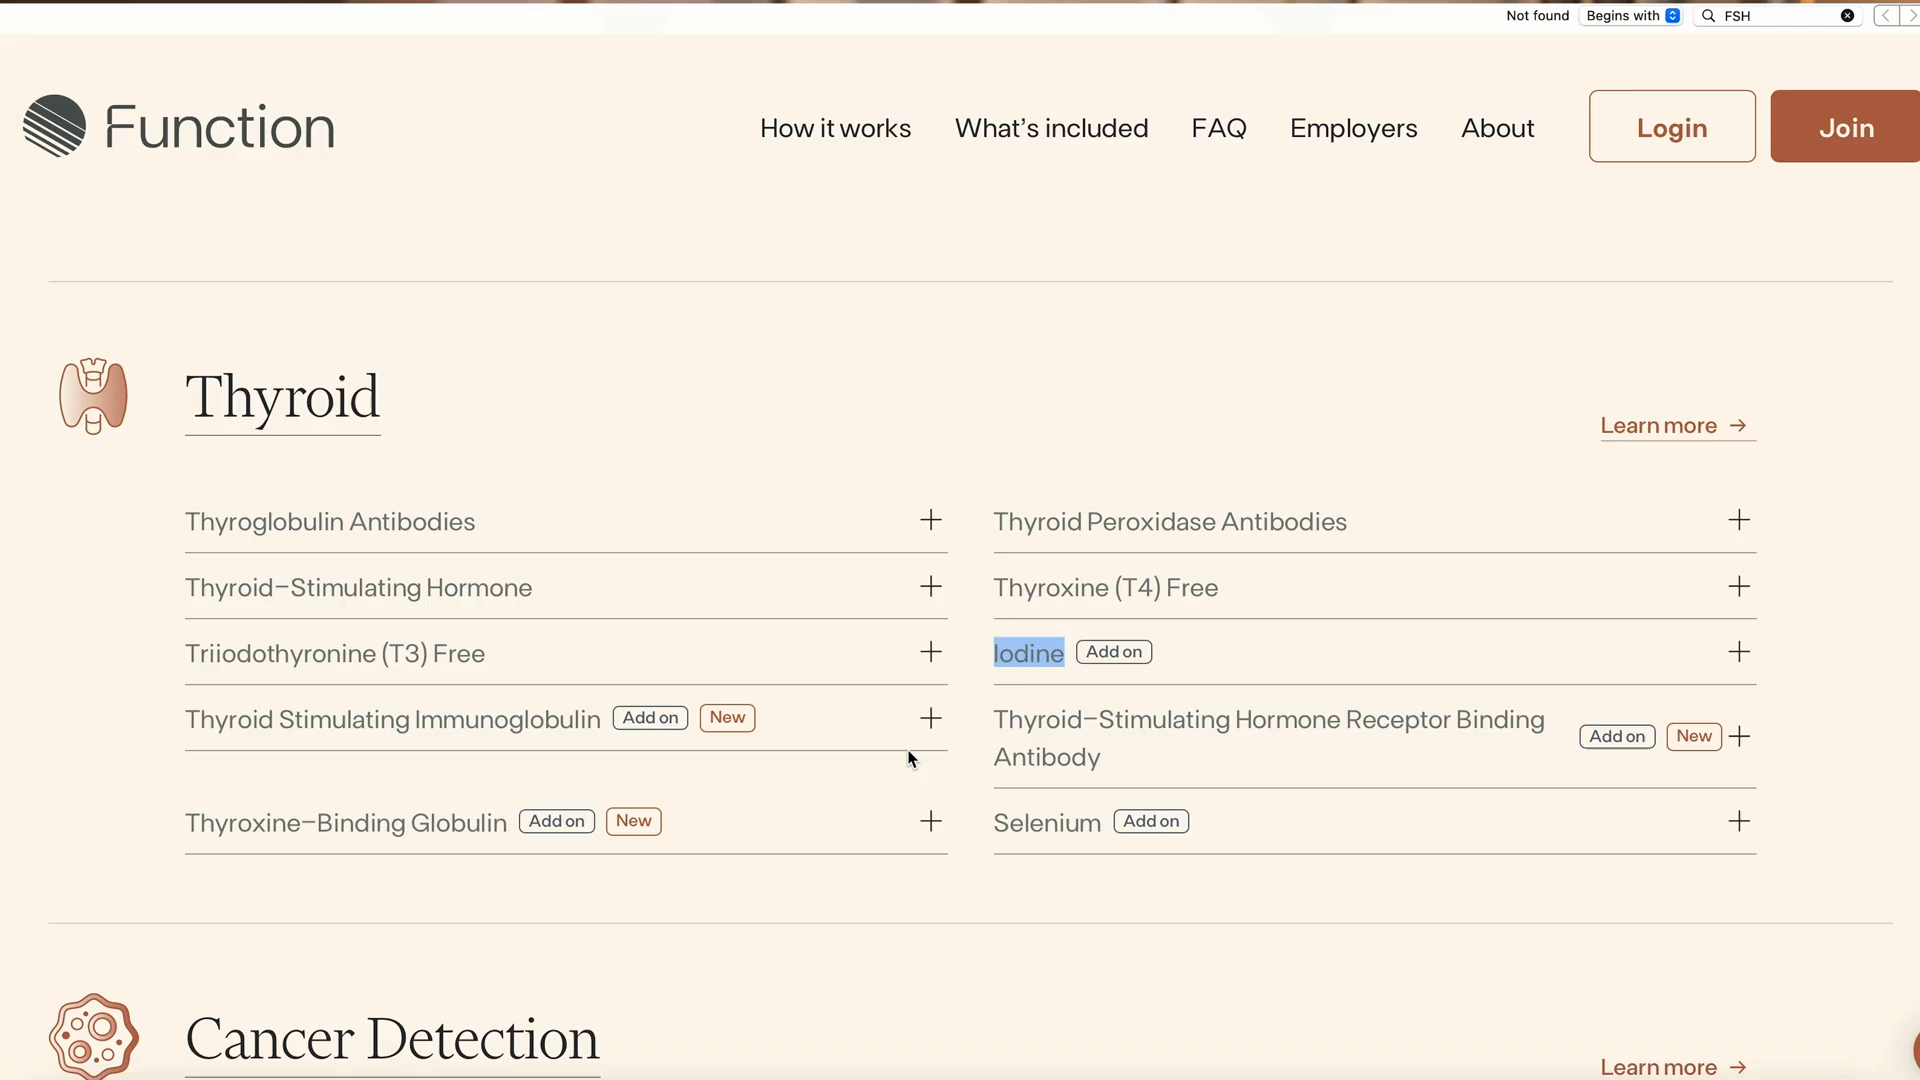 Not found Begins with FSH
Function
How it works What's included FAQ Employers About Login Join
Thyroid
Learn more →
Thyroglobulin Antibodies
Thyroid Peroxidase Antibodies
Thyroid–Stimulating Hormone
Thyroxine (T4) Free
Triiodothyronine (T3) Free
Iodine Add on
Thyroid Stimulating Immunoglobulin Add on New
Thyroid–Stimulating Hormone Receptor Binding
Antibody Add on New
Thyroxine–Binding Globulin Add on New
Selenium Add on
Cancer Detection
Learn more →